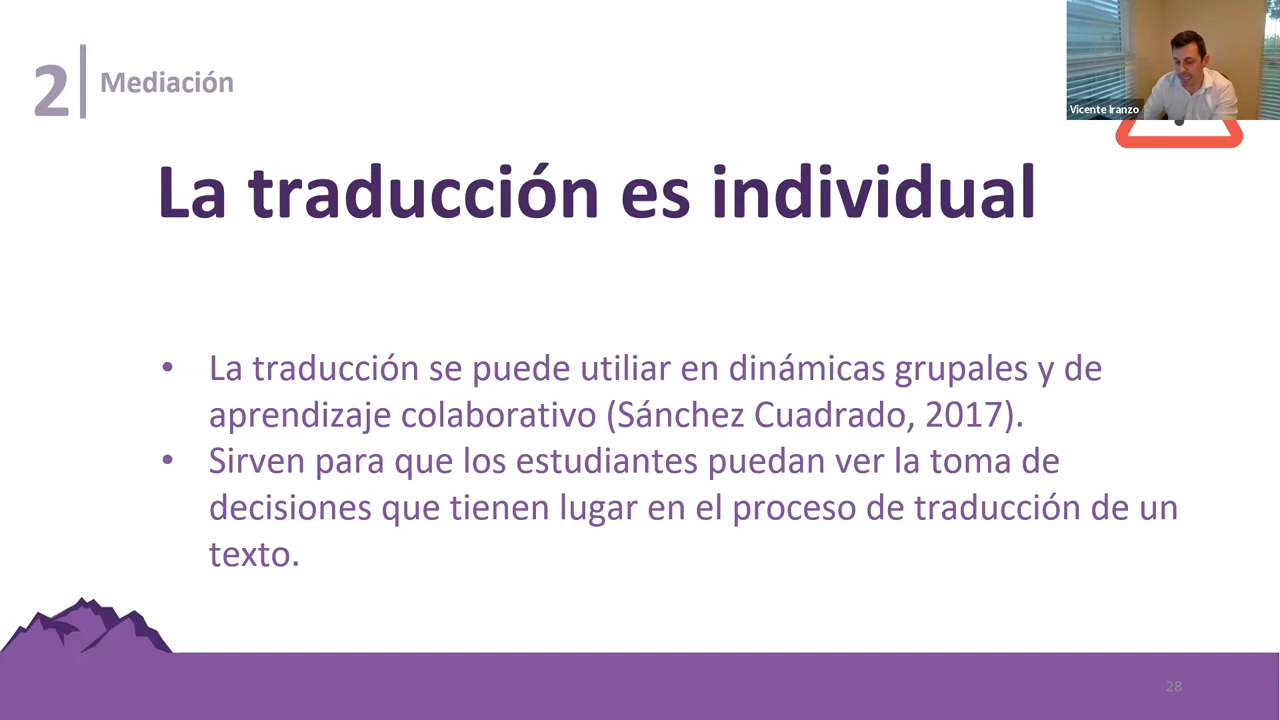 2
Mediación
Vicente Iranzo
La traducción es individual
• La traducción se puede utiliar en dinámicas grupales y de
aprendizaje colaborativo (Sánchez Cuadrado, 2017).
• Sirven para que los estudiantes puedan ver la toma de
decisiones que tienen lugar en el proceso de traducción de un
texto.
28